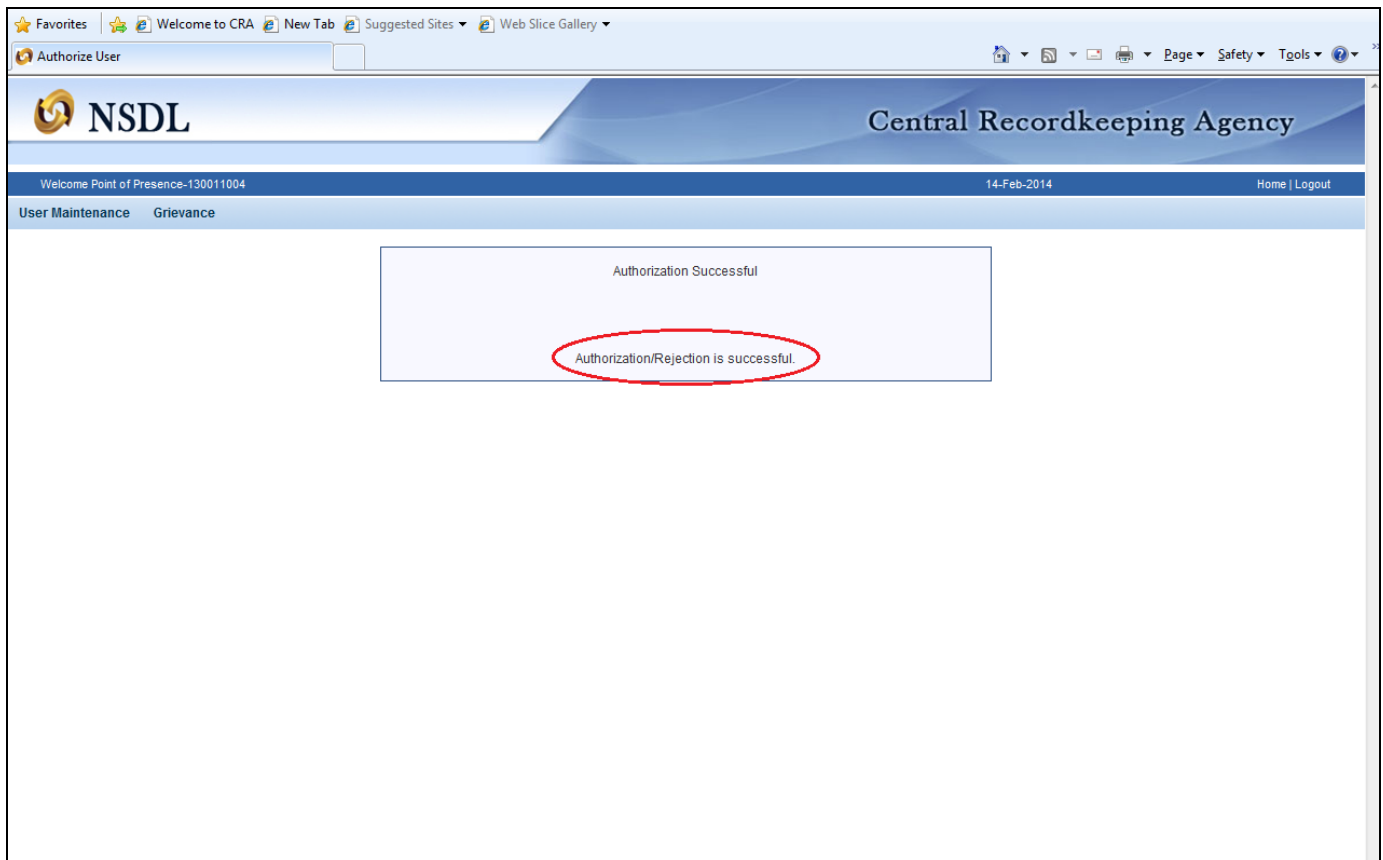 Favorites Welcome to CRA New Tab Suggested Sites Web Slice Gallery
Authorize User Page Safety Tools
NSDL Central Recordkeeping Agency
Welcome Point of Presence-130011004 14-Feb-2014 Home | Logout
User Maintenance Grievance
Authorization Successful
Authorization/Rejection is successful.